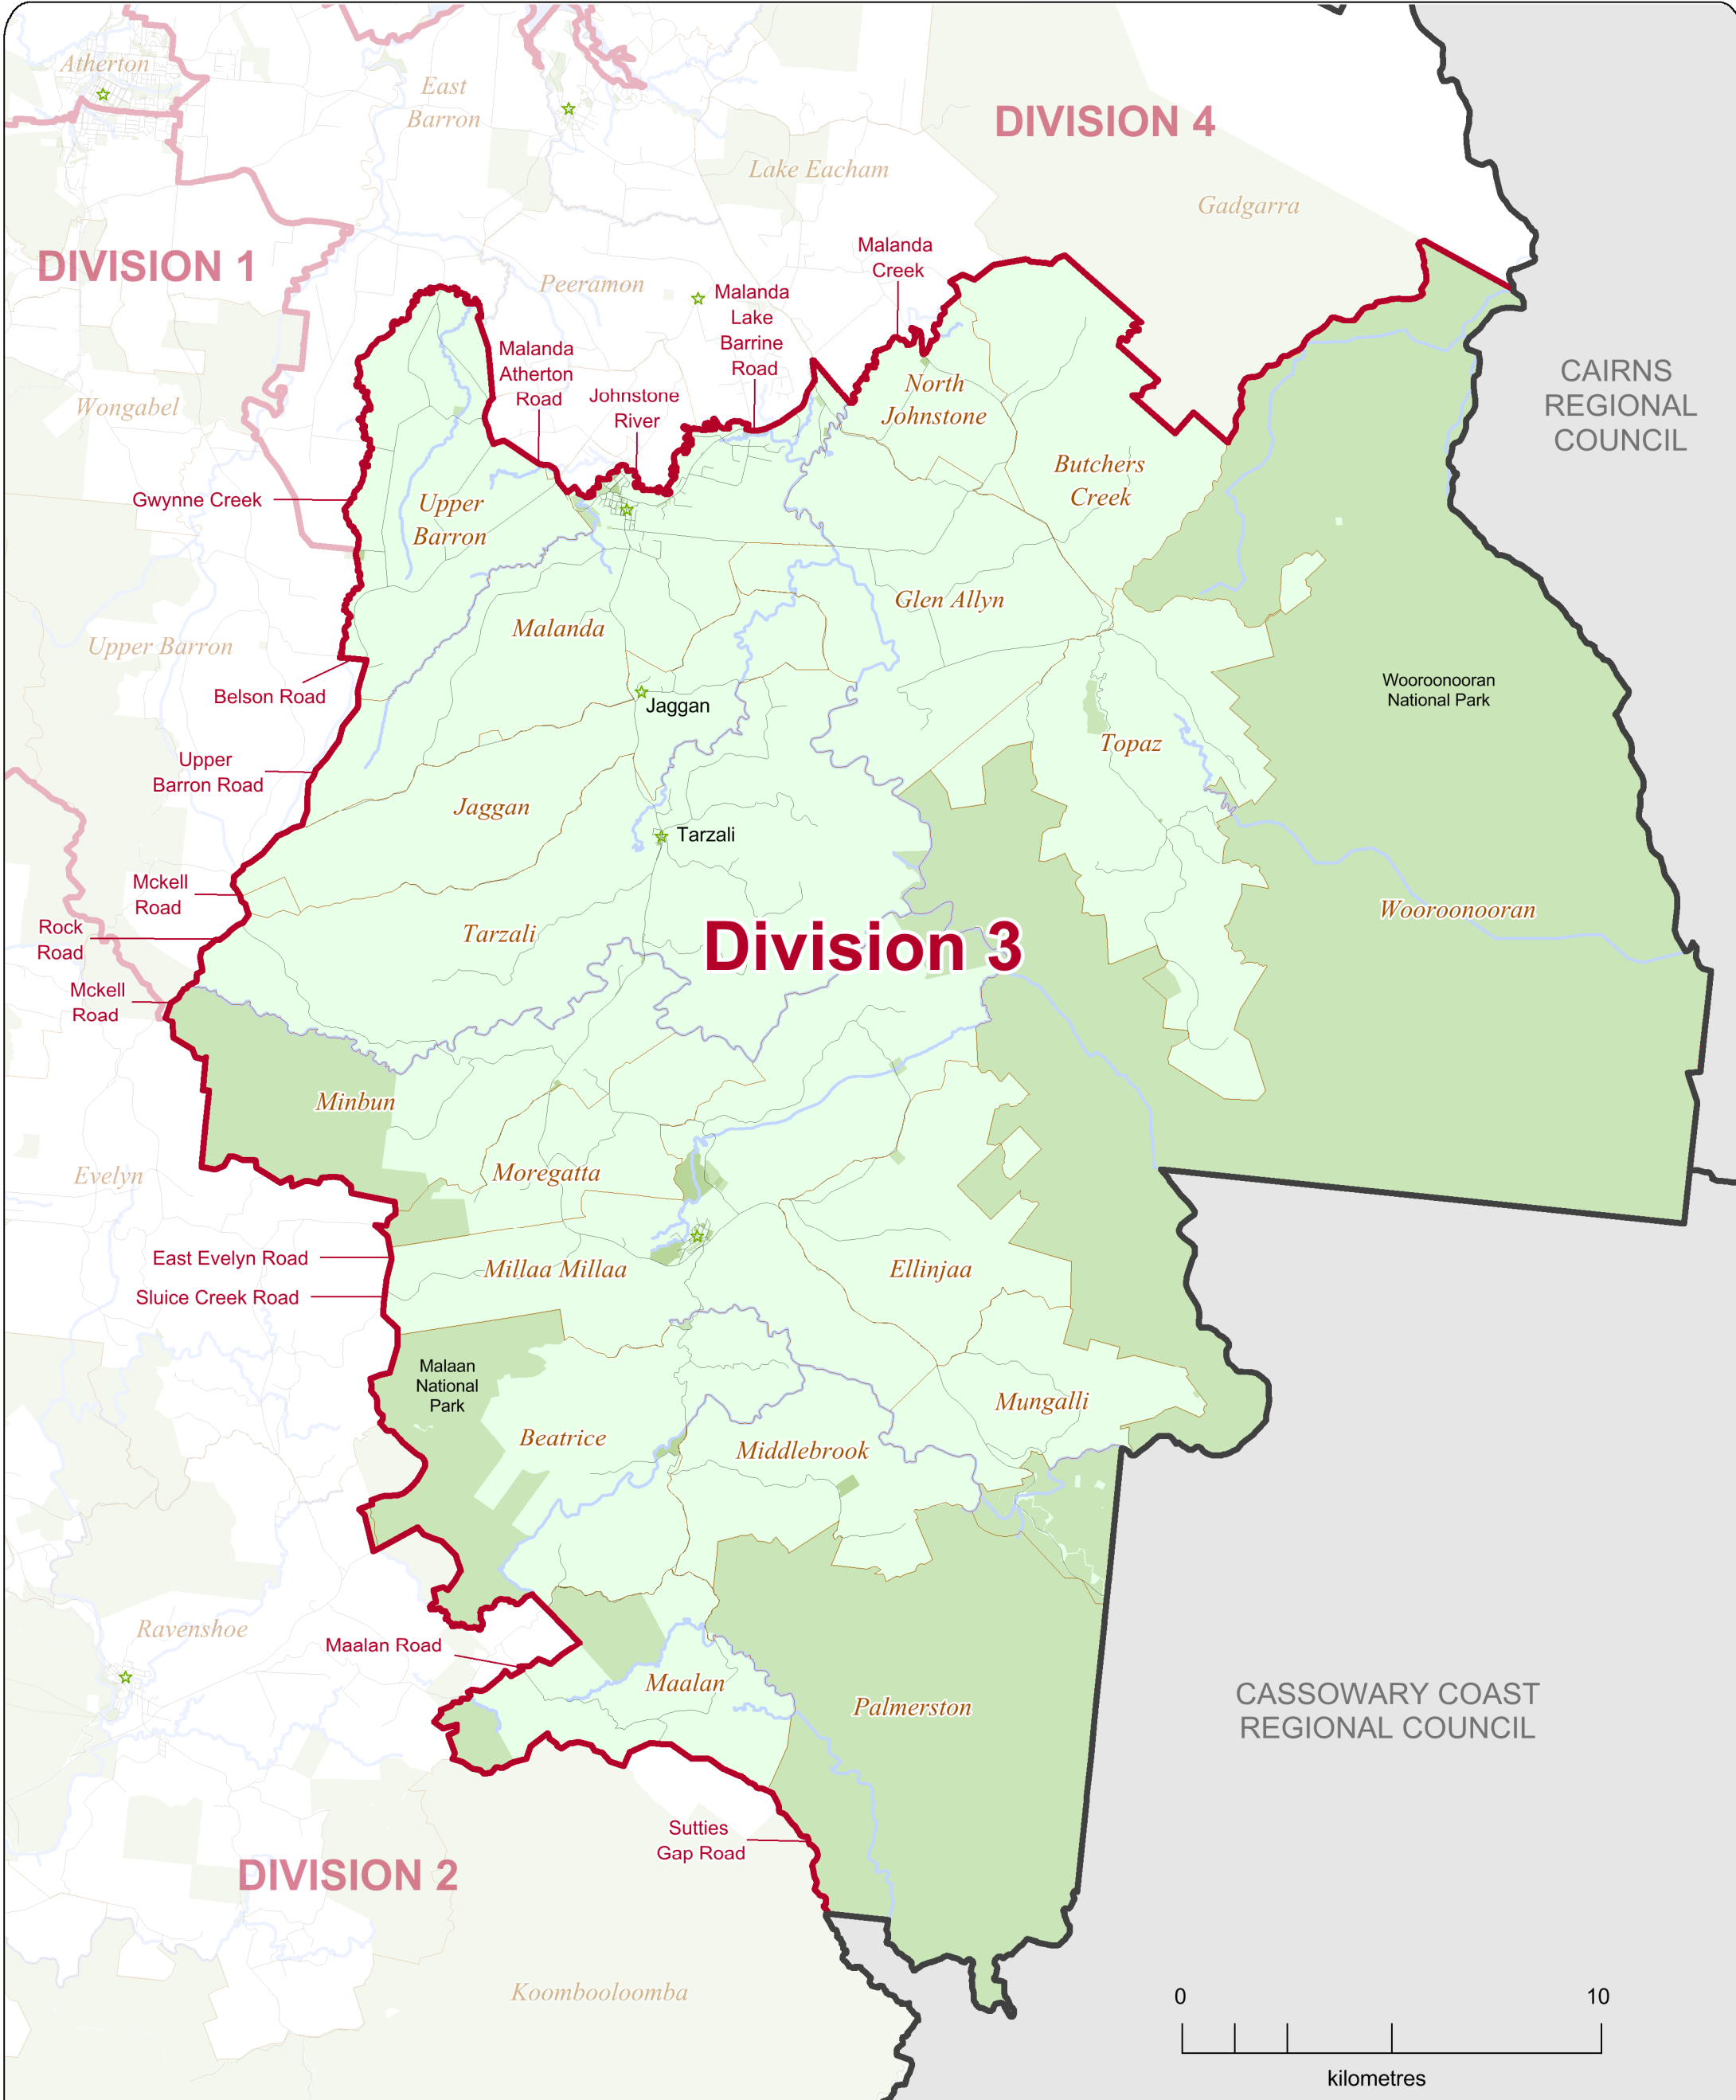 Atherton
East
Barron
DIVISION 4
Lake Eacham
Gadgarra
DIVISION 1
Peeramon
Malanda
Creek
Malanda
Lake
Barrine
Road
Malanda
Atherton
Road
Johnstone
River
Wongabel
North
Johnstone
CAIRNS
REGIONAL
COUNCIL
Butchers
Creek
Gwynne Creek
Upper
Barron
Glen Allyn
Malanda
Upper Barron
Belson Road
Jaggan
Wooroonooran
National Park
Topaz
Upper
Barron Road
Jaggan
Tarzali
Mckell
Road
Wooroonooran
Rock
Road
Tarzali
Division 3
Mckell
Road
Minbun
Evelyn
Moregatta
East Evelyn Road
Millaa Millaa
Ellinjaa
Sluice Creek Road
Malaan
National
Park
Mungalli
Beatrice
Middlebrook
Ravenshoe
Maalan Road
Maalan
Palmerston
CASSOWARY COAST
REGIONAL COUNCIL
Sutties
Gap Road
DIVISION 2
Koombooloomba
0 10
kilometres